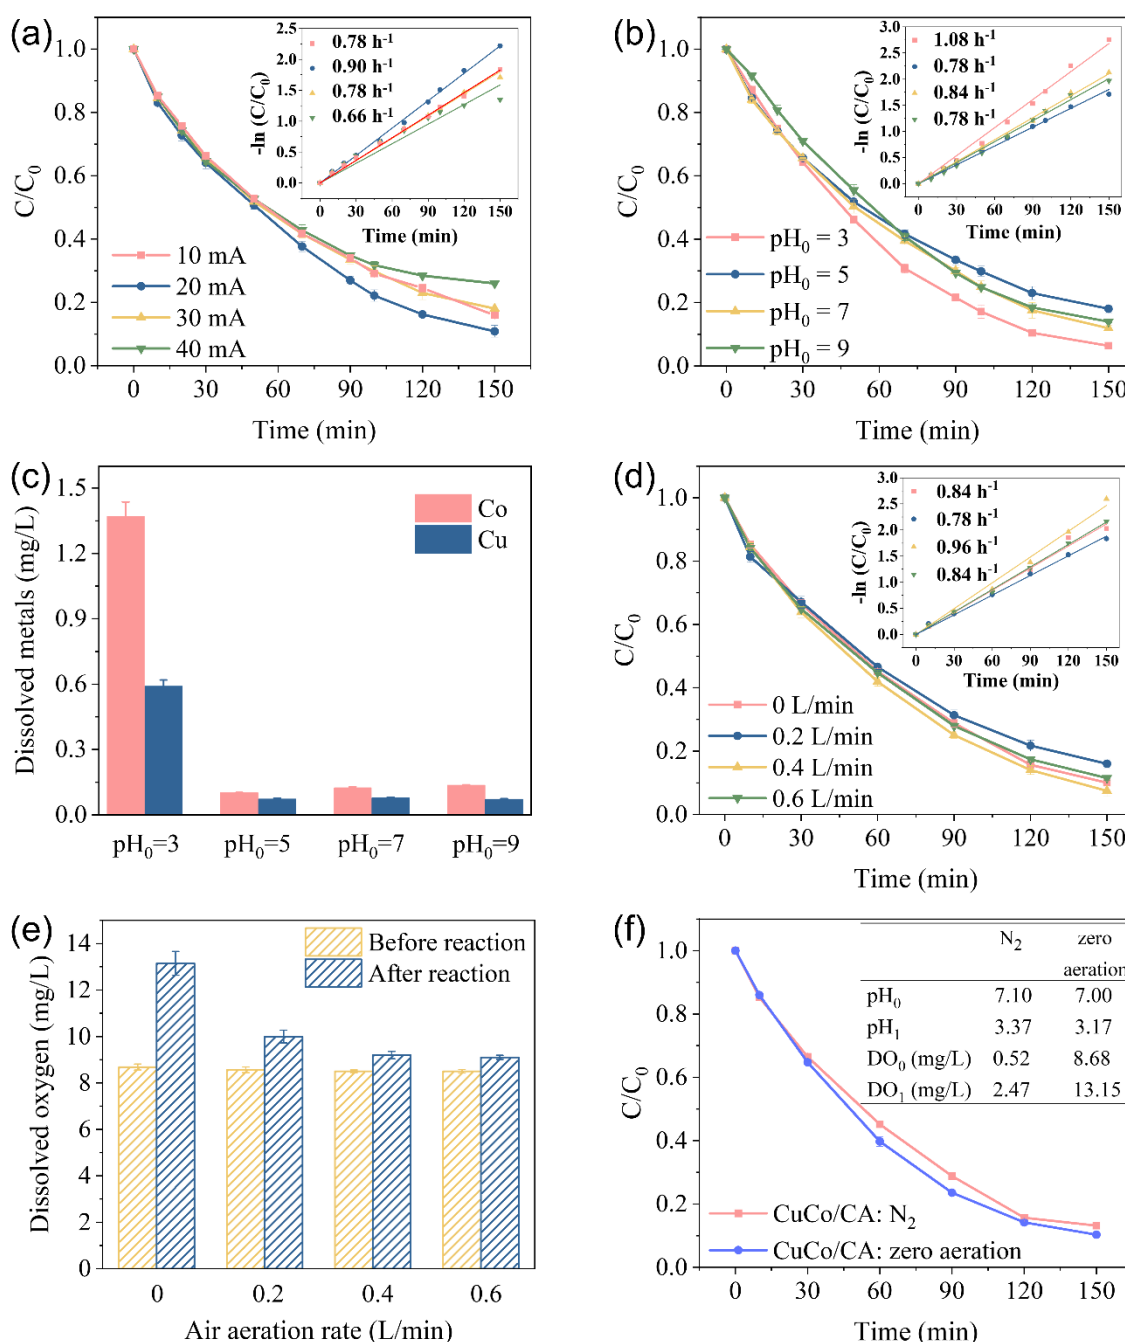 (a)
C/C0
1.0
0.8
0.6
0.4
0.2
0.0
0 30 60 90 120 150
Time (min)
10 mA
20 mA
30 mA
40 mA
-ln (C/C0)
2.5
2.0
1.5
1.0
0.5
0.0
0 30 60 90 120 150
Time (min)
0.78 h-1
0.90 h-1
0.78 h-1
0.66 h-1
(b)
C/C0
1.0
0.8
0.6
0.4
0.2
0.0
0 30 60 90 120 150
Time (min)
pH0 = 3
pH0 = 5
pH0 = 7
pH0 = 9
-ln (C/C0)
3.0
2.5
2.0
1.5
1.0
0.5
0.0
0 30 60 90 120 150
Time (min)
1.08 h-1
0.78 h-1
0.84 h-1
0.78 h-1
(c)
Dissolved metals (mg/L)
1.5
1.2
0.9
0.6
0.3
0.0
pH0=3 pH0=5 pH0=7 pH0=9
Co
Cu
(d)
C/C0
1.0
0.8
0.6
0.4
0.2
0.0
0 30 60 90 120 150
Time (min)
0 L/min
0.2 L/min
0.4 L/min
0.6 L/min
-ln (C/C0)
3.0
2.5
2.0
1.5
1.0
0.5
0.0
0 30 60 90 120 150
Time (min)
0.84 h-1
0.78 h-1
0.96 h-1
0.84 h-1
(e)
Dissolved oxygen (mg/L)
14
12
10
8
6
4
2
0
0 0.2 0.4 0.6
Air aeration rate (L/min)
Before reaction
After reaction
(f)
C/C0
1.0
0.8
0.6
0.4
0.2
0.0
0 30 60 90 120 150
Time (min)
N2 zero
aeration
pH0 7.10 7.00
pH1 3.37 3.17
DO0 (mg/L) 0.52 8.68
DO1 (mg/L) 2.47 13.15
CuCo/CA: N2
CuCo/CA: zero aeration